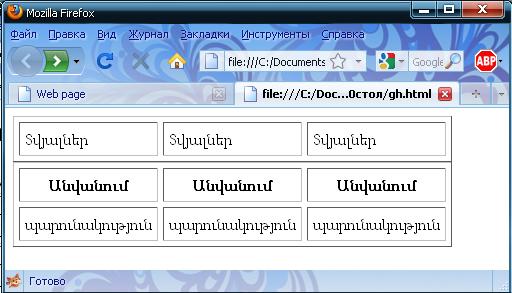 Mozilla Firefox
Файл Правка Вид Журнал Закладки Инструменты Справка
file:///C:/Documents Google ABP
Web page file:///C:/Doc...0стол/gh.html
Տվյալներ Տվյալներ Տվյալներ
Անվանում Անվանում Անվանում
պարունակություն պարունակություն պարունակություն
Готово